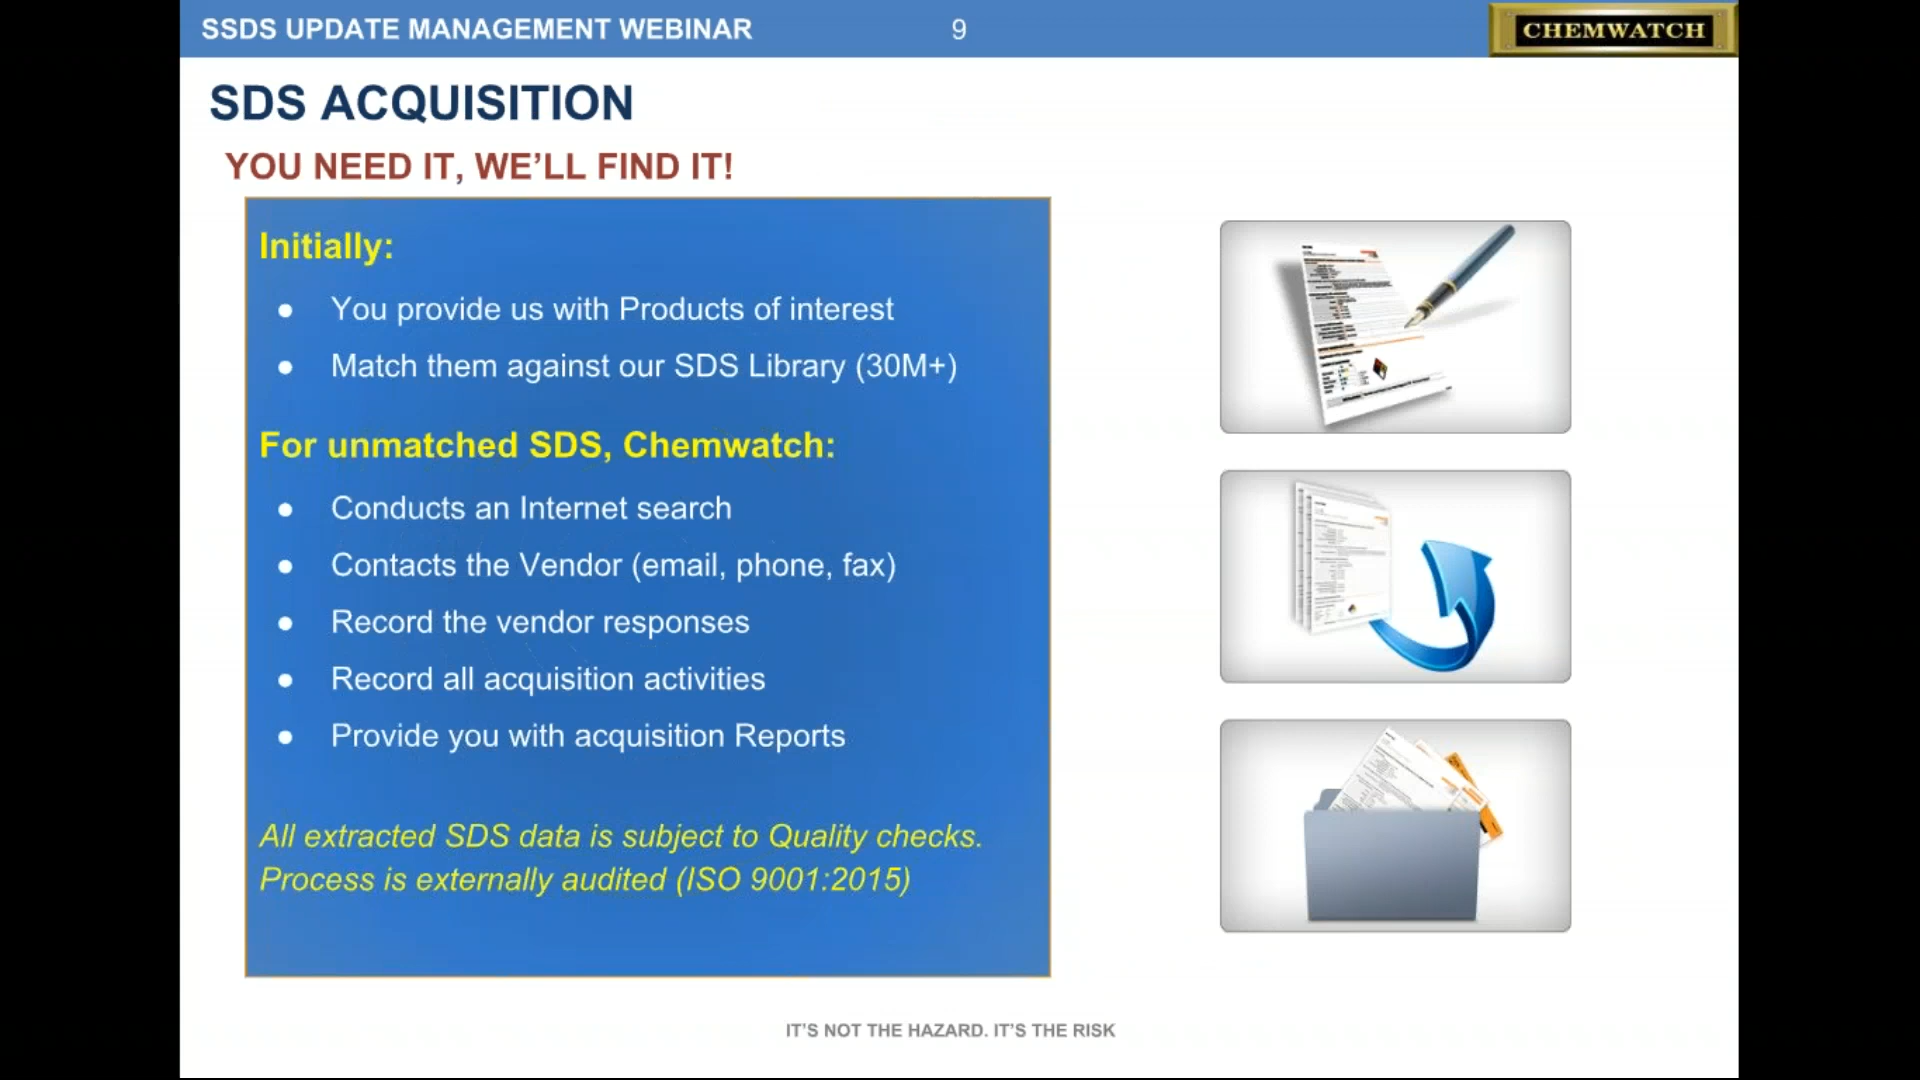 SSDS UPDATE MANAGEMENT WEBINAR
9
CHEMWATCH
SDS ACQUISITION
YOU NEED IT, WE'LL FIND IT!
Initially:
● You provide us with Products of interest
● Match them against our SDS Library (30M+)
For unmatched SDS, Chemwatch:
● Conducts an Internet search
● Contacts the Vendor (email, phone, fax)
● Record the vendor responses
● Record all acquisition activities
● Provide you with acquisition Reports
All extracted SDS data is subject to Quality checks.
Process is externally audited (ISO 9001:2015)
IT'S NOT THE HAZARD. IT'S THE RISK